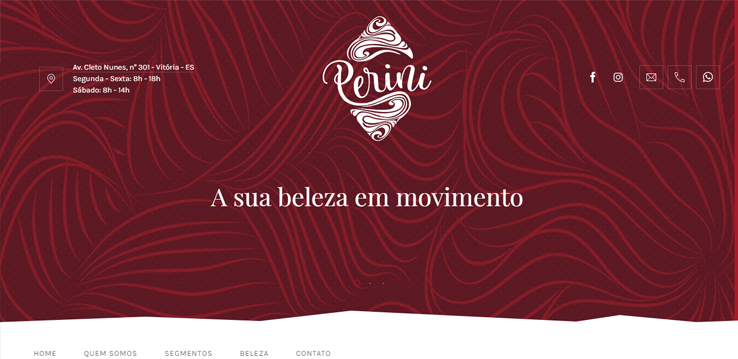 Av. Cleto Nunes, nº 301 - Vitória - ES
Segunda - Sexta: 8h - 18h
Sábado: 8h - 14h
Perini
A sua beleza em movimento
HOME
QUEM SOMOS
SEGMENTOS
BELEZA
CONTATO